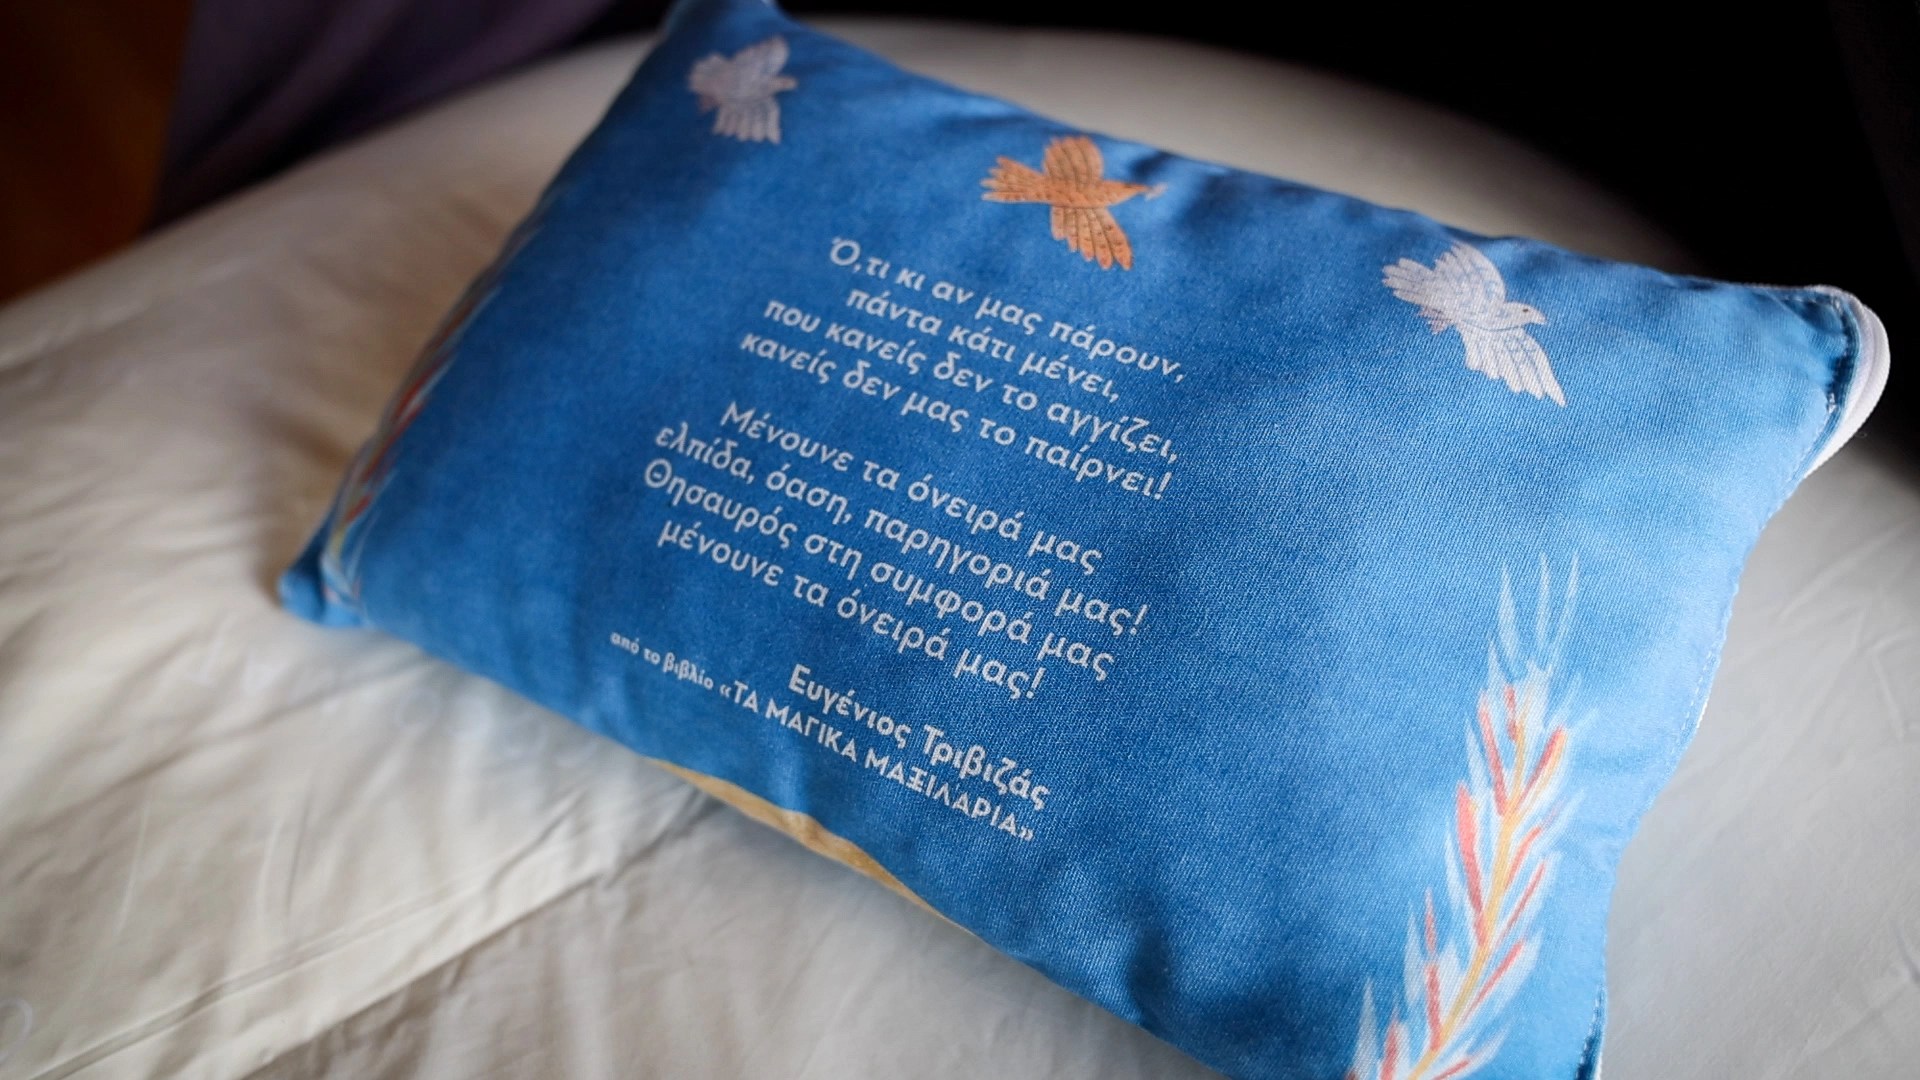 Ό,τι κι αν μας πάρουν,
πάντα κάτι μένει,
που κανείς δεν το αγγίζει,
κανείς δεν μας το παίρνει!
Μένουνε τα όνειρά μας
ελπίδα, όαση, παρηγοριά μας!
Θησαυρός στη συμφορά μας
μένουνε τα όνειρά μας!
Ευγένιος Τριβιζάς
από το βιβλίο «ΤΑ ΜΑΓΙΚΑ ΜΑΞΙΛΑΡΙΑ»